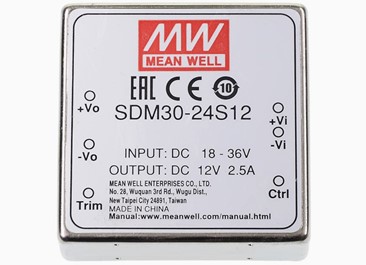 MW
MEAN WELL
EAC CE 10
SDM30-24S12
+Vo
+Vi
-Vi
-Vo
INPUT: DC 18 - 36V
OUTPUT: DC 12V 2.5A
Trim
Ctrl
MEAN WELL ENTERPRISES CO., LTD.
No. 28, Wuquan 3rd Rd., Wugu Dist.,
New Taipei City 24891, Taiwan
MADE IN CHINA
Manual:www.meanwell.com/manual.html